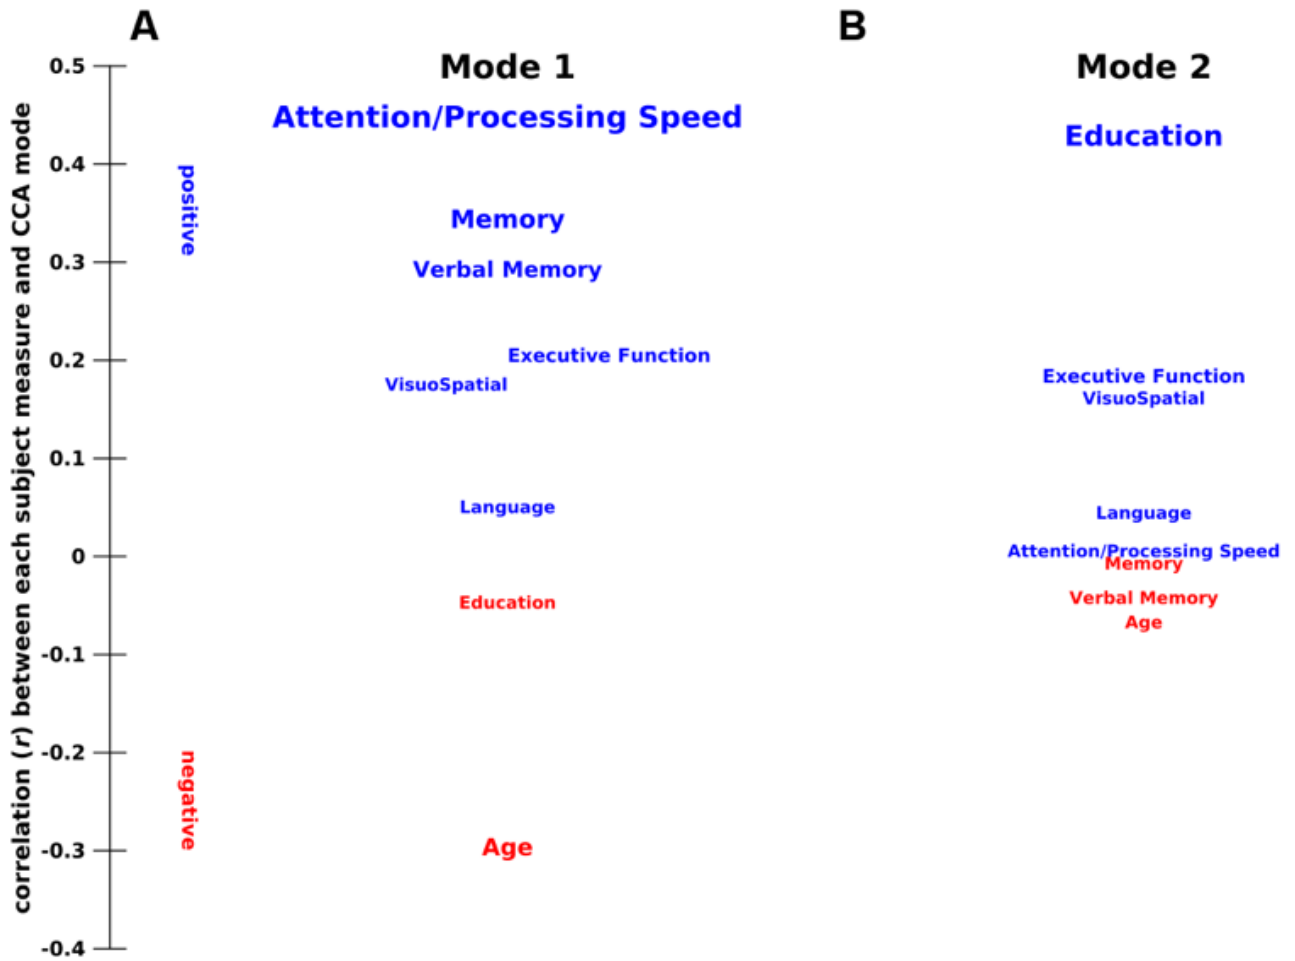 A
B
Mode 1
Mode 2
correlation (r) between each subject measure and CCA mode
0.5
0.4
0.3
0.2
0.1
0
-0.1
-0.2
-0.3
-0.4
positive
negative
Attention/Processing Speed
Memory
Verbal Memory
Executive Function
VisuoSpatial
Language
Education
Age
Education
Executive Function
VisuoSpatial
Language
Attention/Processing Speed
Memory
Verbal Memory
Age